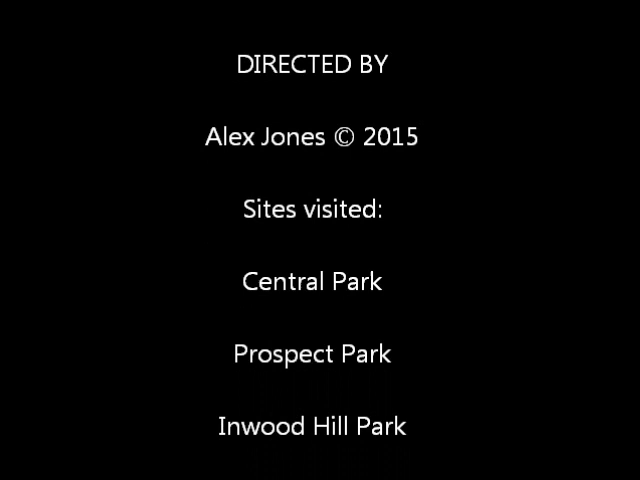 DIRECTED BY
Alex Jones © 2015
Sites visited:
Central Park
Prospect Park
Inwood Hill Park